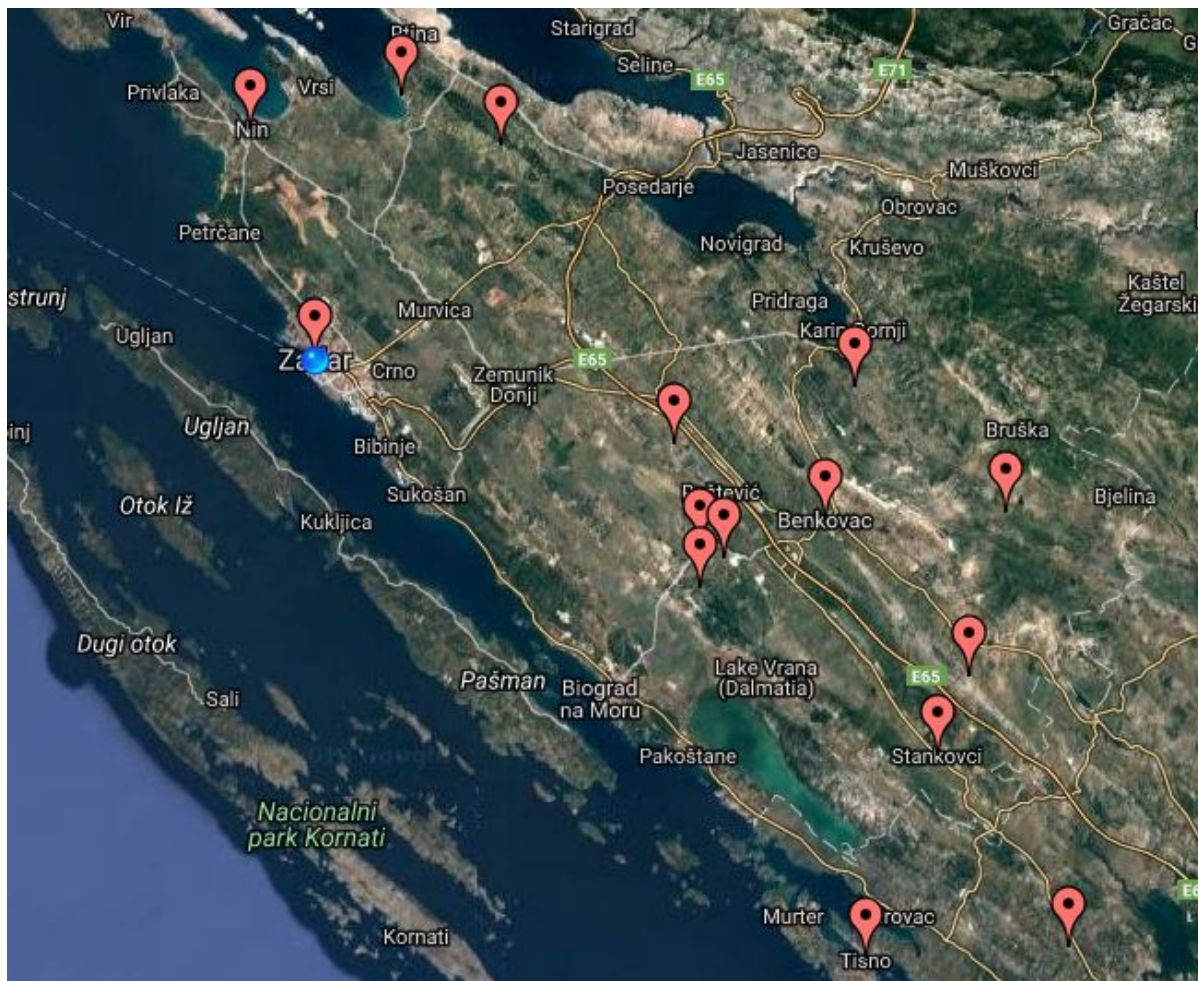 Vir
Starigrad
Gračac
Seline
E65
E71
Privlaka
Vrsi
Nin
Jasenice
Muškovci
Posedarje
Obrovac
Petrčane
Novigrad
Kruševo
Kaštel
Žegarski
Pridraga
Murvica
Ugljan
E65
Crno
Zemunik
Donji
Ugljan
Bibinje
Bruška
Sukošan
Otok Iž
Bjelina
Kukljica
Benkovac
Dugi otok
Lake Vrana
(Dalmatia)
E65
Pašman
Biograd
na Moru
Sali
Pakoštane
Stankovci
Nacionalni
park Kornati
Murter
rovac
Kornati
Tisno